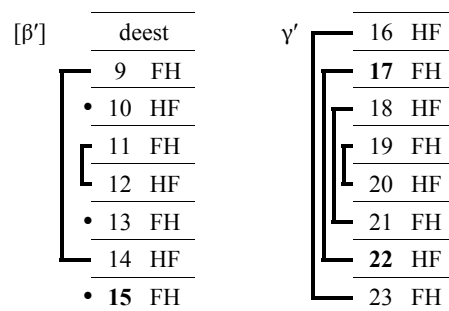 [β′] deest
9 FH
• 10 HF
11 FH
12 HF
• 13 FH
14 HF
• 15 FH
γ′ 16 HF
17 FH
18 HF
19 FH
20 HF
21 FH
22 HF
23 FH